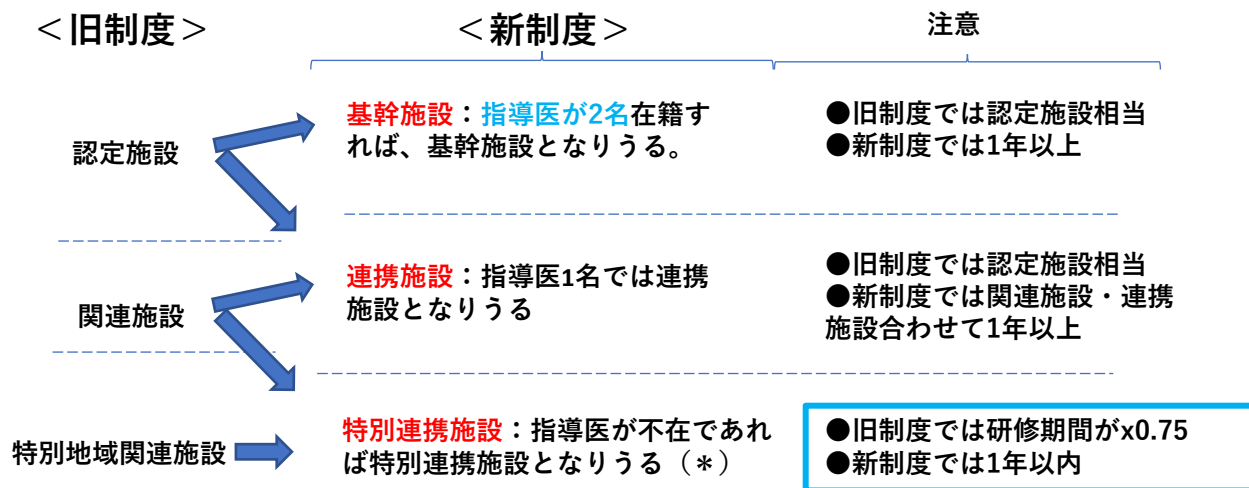 ＜旧制度＞
＜新制度＞
注意
認定施設
基幹施設：指導医が2名在籍す
れば、基幹施設となりうる。
●旧制度では認定施設相当
●新制度では1年以上
関連施設
連携施設：指導医1名では連携
施設となりうる
●旧制度では認定施設相当
●新制度では関連施設・連携
施設合わせて1年以上
特別地域関連施設
特別連携施設：指導医が不在であれ
ば特別連携施設となりうる（＊）
●旧制度では研修期間がx0.75
●新制度では1年以内